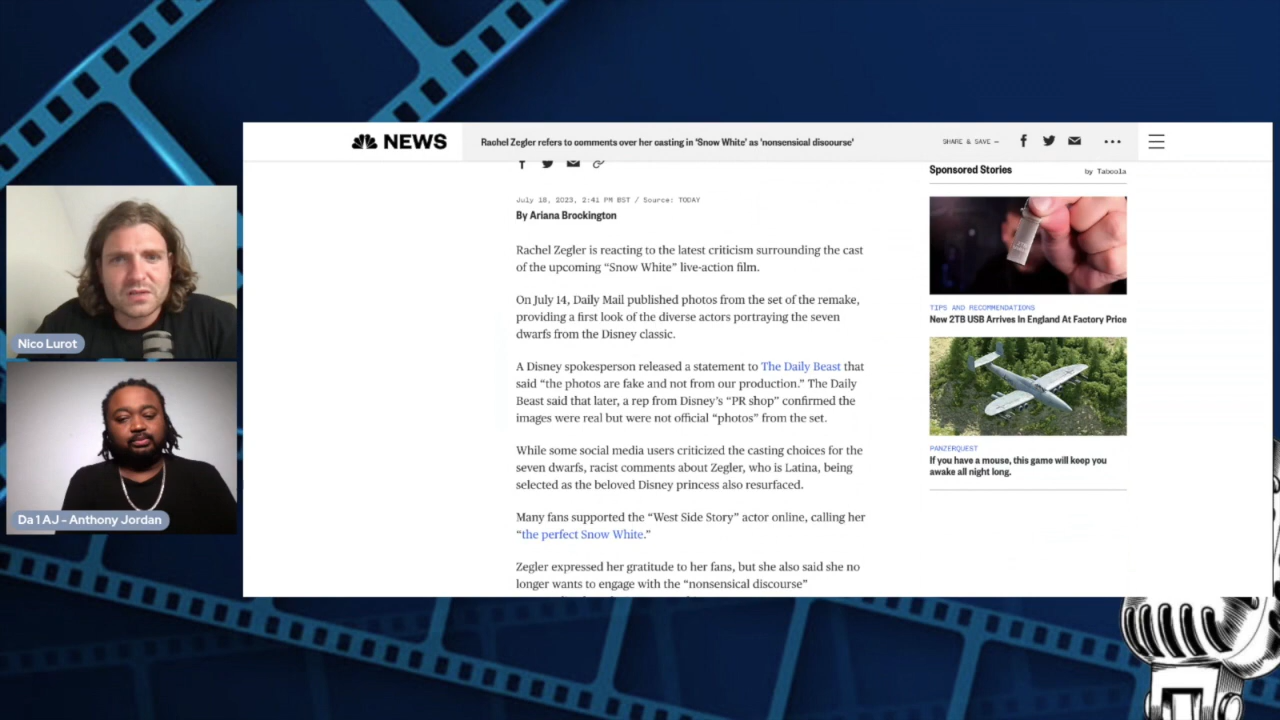 NEWS
Rachel Zegler refers to comments over her casting in 'Snow White' as 'nonsensical discourse'
SHARE & SAVE —
July 18, 2023, 2:41 PM BST / Source: TODAY
By Ariana Brockington
Rachel Zegler is reacting to the latest criticism surrounding the cast
of the upcoming “Snow White” live-action film.
On July 14, Daily Mail published photos from the set of the remake,
providing a first look of the diverse actors portraying the seven
dwarfs from the Disney classic.
A Disney spokesperson released a statement to The Daily Beast that
said “the photos are fake and not from our production.” The Daily
Beast said that later, a rep from Disney’s “PR shop” confirmed the
images were real but were not official “photos” from the set.
While some social media users criticized the casting choices for the
seven dwarfs, racist comments about Zegler, who is Latina, being
selected as the beloved Disney princess also resurfaced.
Many fans supported the “West Side Story” actor online, calling her
“the perfect Snow White.”
Zegler expressed her gratitude to her fans, but she also said she no
longer wants to engage with the “nonsensical discourse”
Sponsored Stories
by Taboola
TIPS AND RECOMMENDATIONS
New 2TB USB Arrives In England At Factory Price
PANZERQUEST
If you have a mouse, this game will keep you
awake all night long.
Nico Lurot
Da 1 AJ - Anthony Jordan